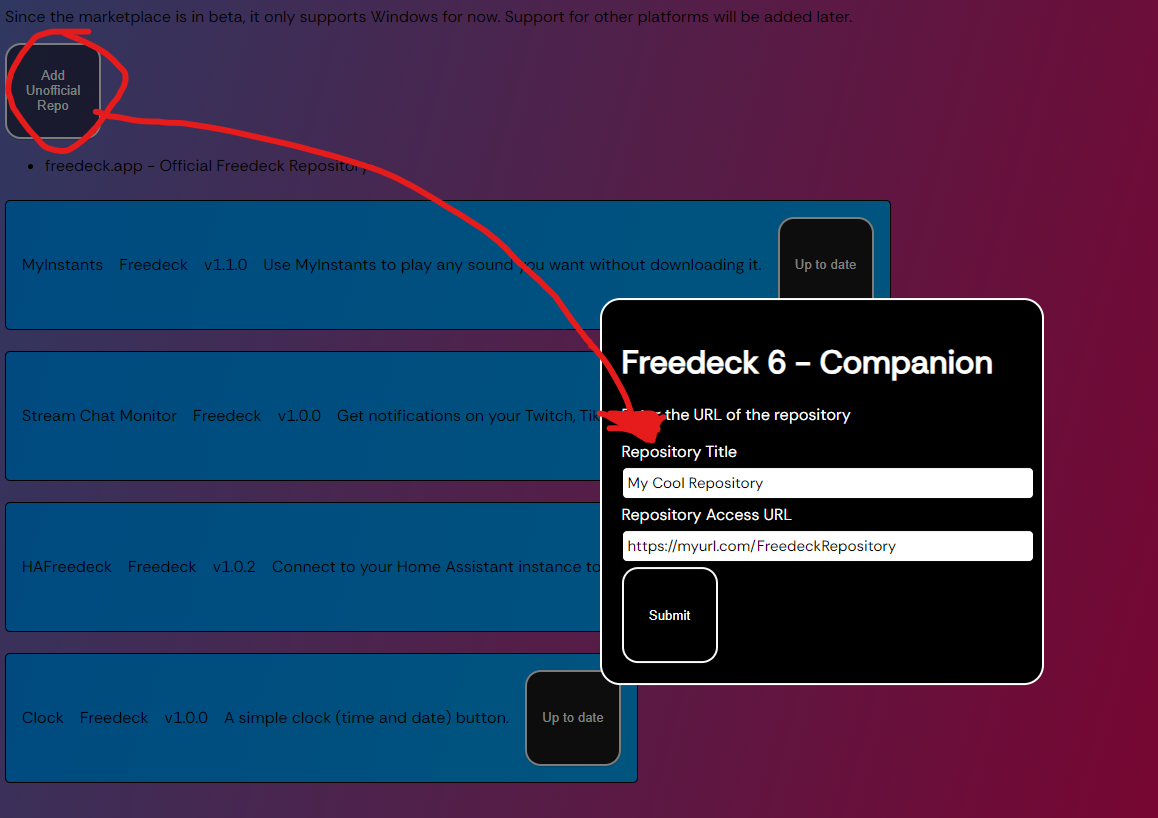 Since the marketplace is in beta, it only supports Windows for now. Support for other platforms will be added later.
Add
Unofficial
Repo
freedeck.app - Official Freedeck Repository
MyInstants Freedeck v1.1.0 Use MyInstants to play any sound you want without downloading it. Up to date
Stream Chat Monitor Freedeck v1.0.0 Get notifications on your Twitch,
HAFreedeck Freedeck v1.0.2 Connect to your Home Assistant instance to
Clock Freedeck v1.0.0 A simple clock (time and date) button. Up to date
Freedeck 6 - Companion
the URL of the repository
Repository Title
My Cool Repository
Repository Access URL
https://myurl.com/FreedeckRepository
Submit